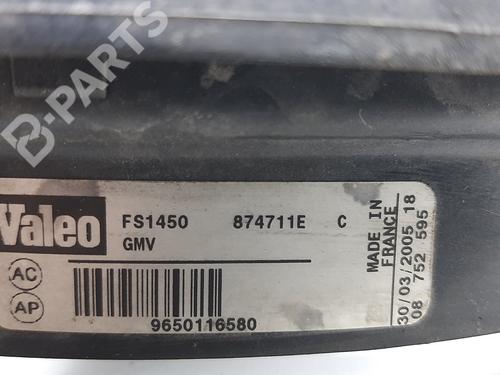 B-PARTS
Valeo
FS1450 874711E C
GMV
AC
AP
9650116580
MADE IN
FRANCE
30/03/2005 18
08 752 595